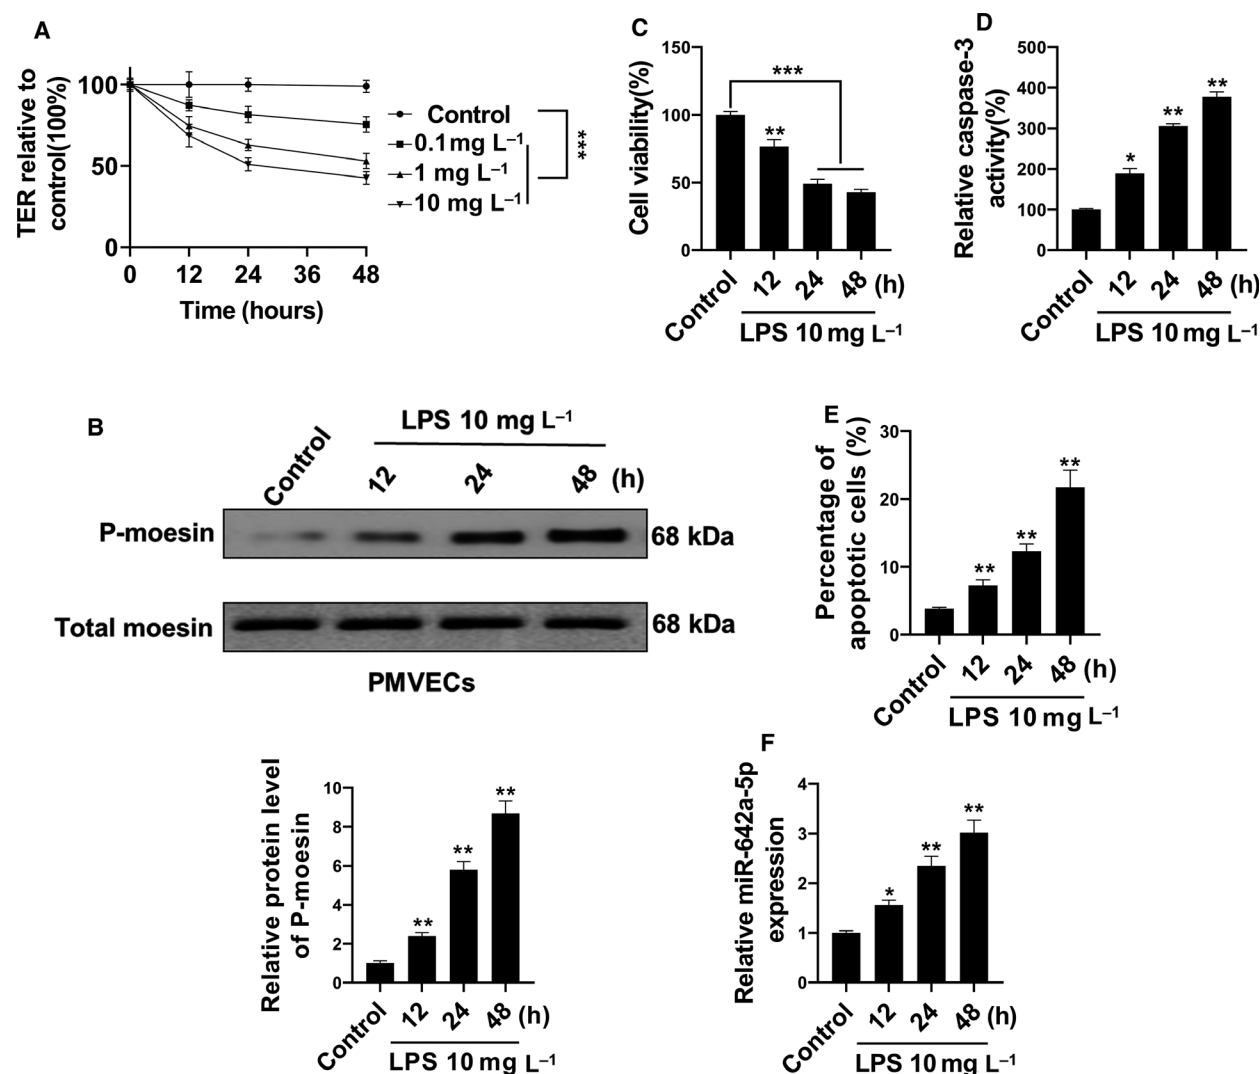 A
TER relative to
control(100%)
100
50
0
0 12 24 36 48
Time (hours)
Control
0.1mg L–1
1 mg L–1
10 mg L–1
***
C
Cell viability(%)
150
100
50
0
***
**
Control 12 24 48 (h)
LPS 10 mg L–1
D
Relative caspase-3
activity(%)
500
400
300
200
100
0
* ** **
Control 12 24 48 (h)
LPS 10 mg L–1
B
LPS 10 mg L–1
Control 12 24 48 (h)
P-moesin 68 kDa
Total moesin 68 kDa
PMVECs
Relative protein level
of P-moesin
10
8
6
4
2
0
** ** **
Control 12 24 48 (h)
LPS 10 mg L–1
E
Percentage of
apoptotic cells (%)
30
20
10
0
** ** **
Control 12 24 48 (h)
LPS 10 mg L–1
F
Relative miR-642a-5p
expression
4
3
2
1
0
* ** **
Control 12 24 48 (h)
LPS 10 mg L–1